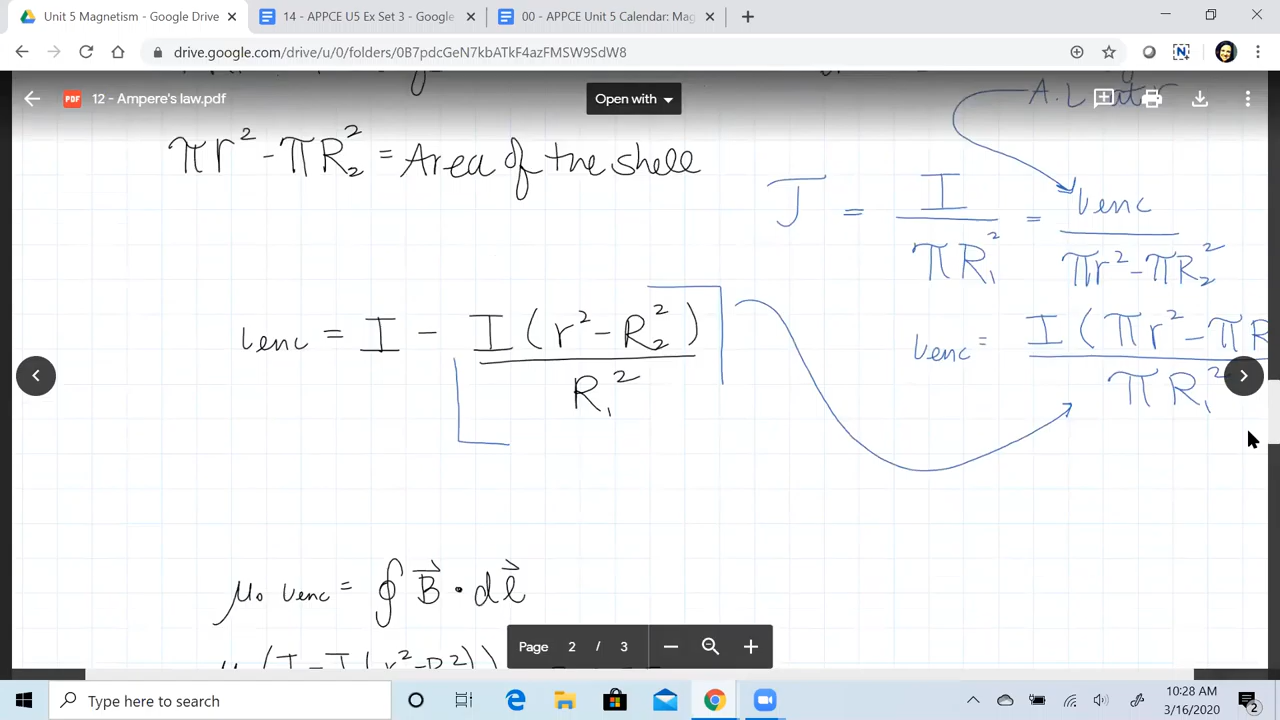 Unit 5 Magnetism - Google Drive
14 - APPCE U5 Ex Set 3 - Googl
00 - APPCE Unit 5 Calendar: Mag
drive.google.com/drive/u/0/folders/0B7pdcGeN7kbATkF4azFMSW9SdW8
PDF 12 - Ampere's law.pdf
Open with
πr² - πR₂² = Area of the shell
J = I / πR₁² = ienc / πr² - πR₂²
ienc = I - I (r² - R₂²) / R₁²
ienc = I (πr² - πR / πR₁²
μ₀ ienc = ∮ B⃗ · dl⃗
Page 2 / 3
Type here to search
10:28 AM
3/16/2020
2